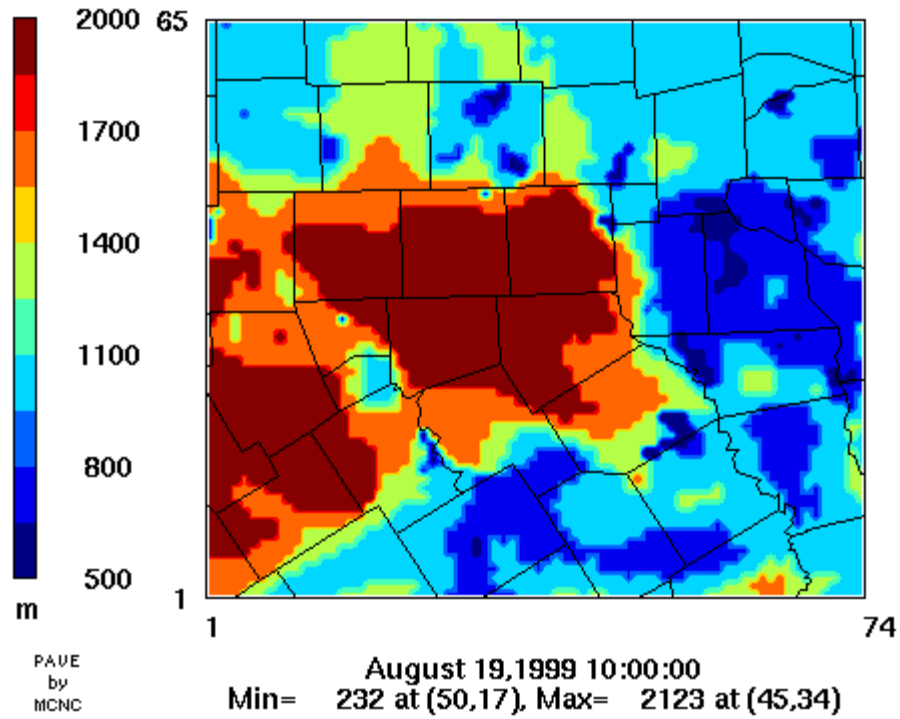 2000
1700
1400
1100
800
500
m
65
1
1
74
PAVE
by
MCNC
August 19,1999 10:00:00
Min= 232 at (50,17), Max= 2123 at (45,34)